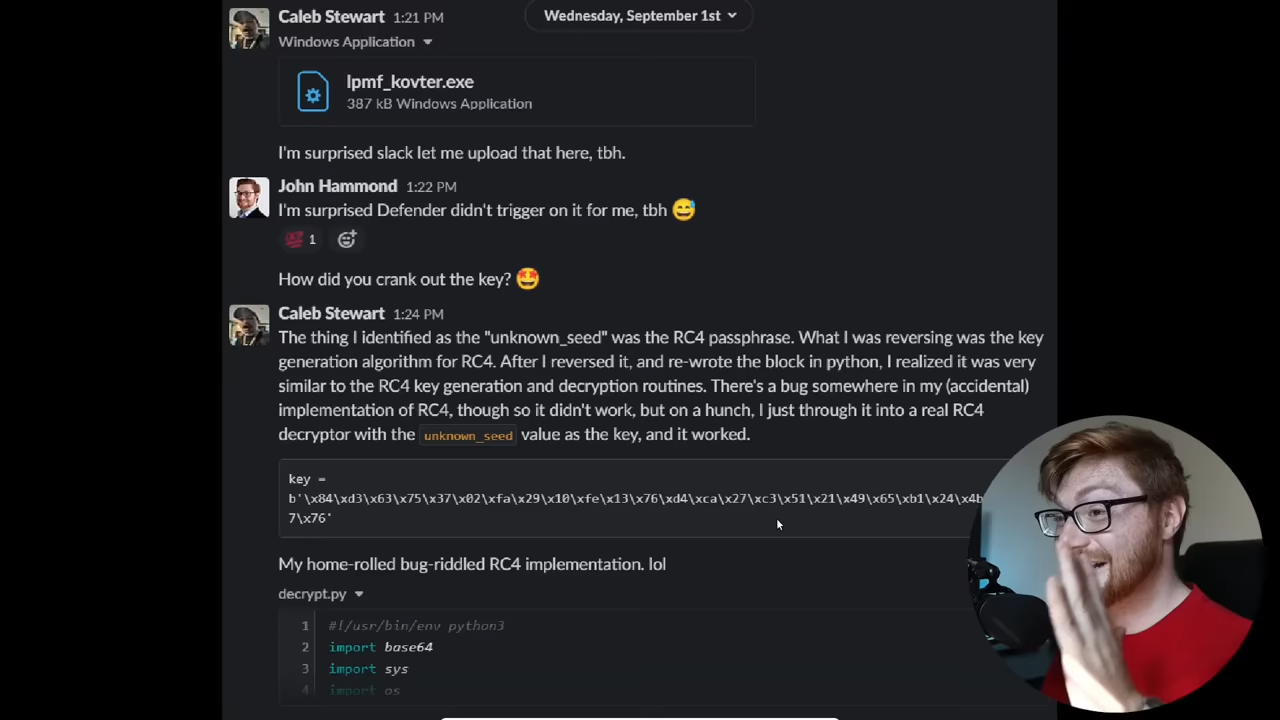 Wednesday, September 1st
Caleb Stewart 1:21 PM
Windows Application
lpmf_kovter.exe
387 kB Windows Application
I'm surprised slack let me upload that here, tbh.
John Hammond 1:22 PM
I'm surprised Defender didn't trigger on it for me, tbh 😅
1
How did you crank out the key? 🤩
Caleb Stewart 1:24 PM
The thing I identified as the "unknown_seed" was the RC4 passphrase. What I was reversing was the key
generation algorithm for RC4. After I reversed it, and re-wrote the block in python, I realized it was very
similar to the RC4 key generation and decryption routines. There's a bug somewhere in my (accidental)
implementation of RC4, though so it didn't work, but on a hunch, I just through it into a real RC4
decryptor with the unknown_seed value as the key, and it worked.
key =
b'\x84\xd3\x63\x75\x37\x02\xfa\x29\x10\xfe\x13\x76\xd4\xca\x27\xc3\x51\x21\x49\x65\xb1\x24\x4b
7\x76'
My home-rolled bug-riddled RC4 implementation. lol
decrypt.py
1 #!/usr/bin/env python3
2 import base64
3 import sys
4 import os